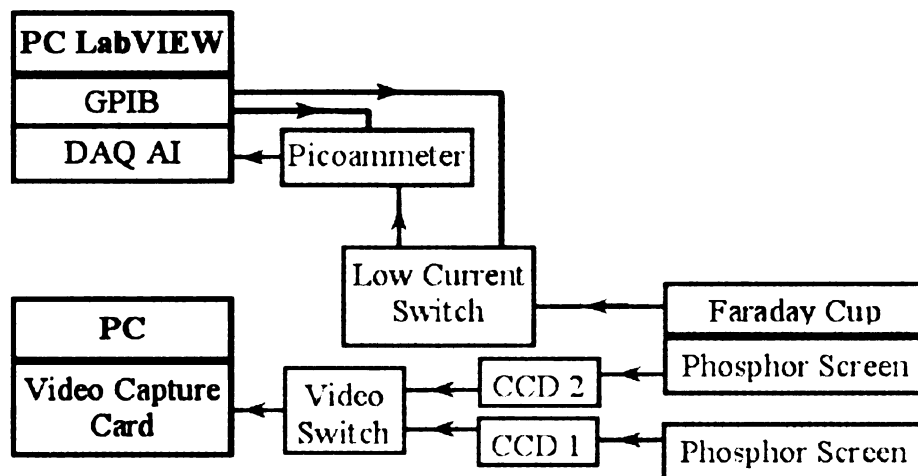 PC LabVIEW
GPIB
DAQ AI
Picoammeter
Low Current
Switch
Faraday Cup
Phosphor Screen
PC
Video Capture
Card
Video
Switch
CCD 2
CCD 1
Phosphor Screen